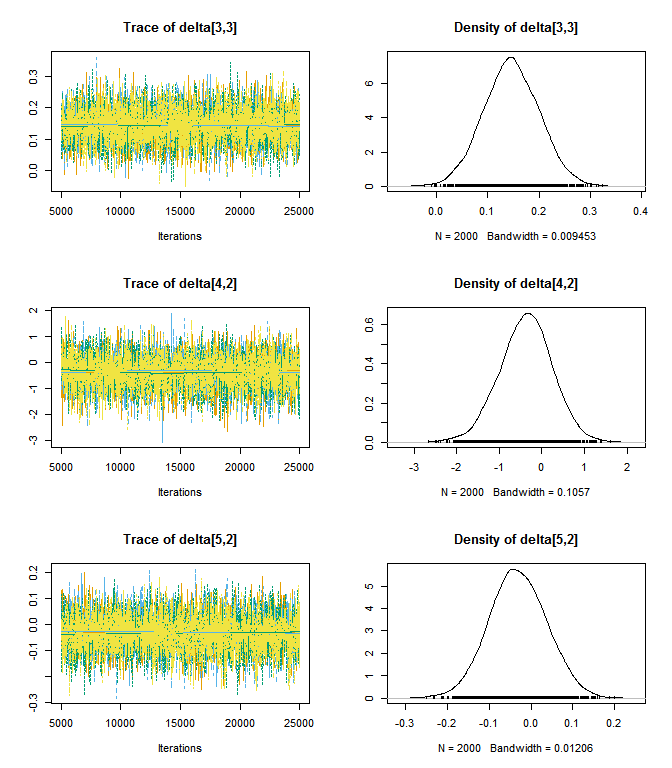 Trace of delta[3,3]
0.3
0.2
0.1
0.0
5000 10000 15000 20000 25000
Iterations
Density of delta[3,3]
6
4
2
0
0.0 0.1 0.2 0.3 0.4
N = 2000 Bandwidth = 0.009453
Trace of delta[4,2]
2
1
0
-1
-2
-3
5000 10000 15000 20000 25000
Iterations
Density of delta[4,2]
0.6
0.4
0.2
0.0
-3 -2 -1 0 1 2
N = 2000 Bandwidth = 0.1057
Trace of delta[5,2]
0.2
0.1
0.0
-0.1
-0.3
5000 10000 15000 20000 25000
Iterations
Density of delta[5,2]
5
4
3
2
1
0
-0.3 -0.2 -0.1 0.0 0.1 0.2
N = 2000 Bandwidth = 0.01206